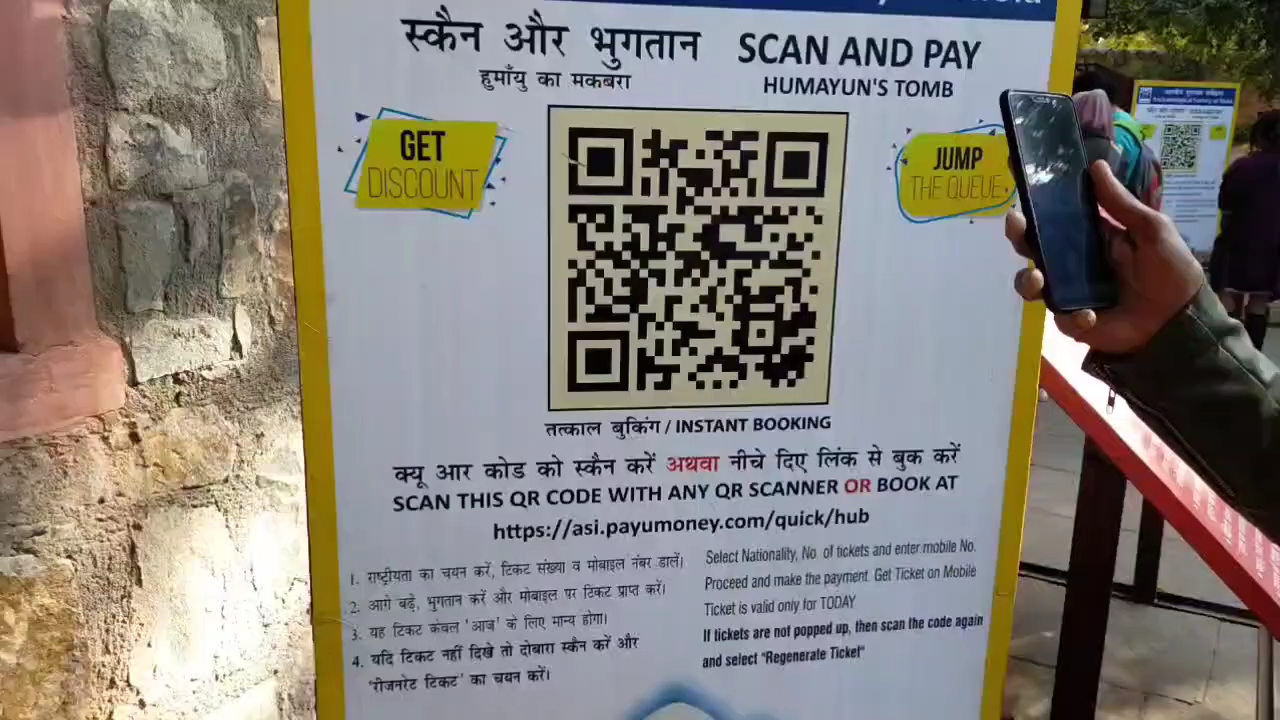 स्कैन और भुगतान SCAN AND PAY
हुमाँयु का मकबरा HUMAYUN'S TOMB
GET
DISCOUNT
JUMP
THE QUEUE
तत्काल बुकिंग / INSTANT BOOKING
क्यू आर कोड को स्कैन करें अथवा नीचे दिए लिंक से बुक करें
SCAN THIS QR CODE WITH ANY QR SCANNER OR BOOK AT
https://asi.payumoney.com/quick/hub
1. राष्ट्रीयता का चयन करें, टिकट संख्या व मोबाइल नंबर डालें।
2. आगे बढ़े, भुगतान करें और मोबाइल पर टिकट प्राप्त करें।
3. यह टिकट केवल 'आज' के लिए मान्य होगा।
4. यदि टिकट नहीं दिखे तो दोबारा स्कैन करें और
'रीजनरेट टिकट' का चयन करें।
Select Nationality, No. of tickets and enter mobile No.
Proceed and make the payment. Get Ticket on Mobile
Ticket is valid only for TODAY
If tickets are not popped up, then scan the code again
and select "Regenerate Ticket"
Archaeological Survey of India